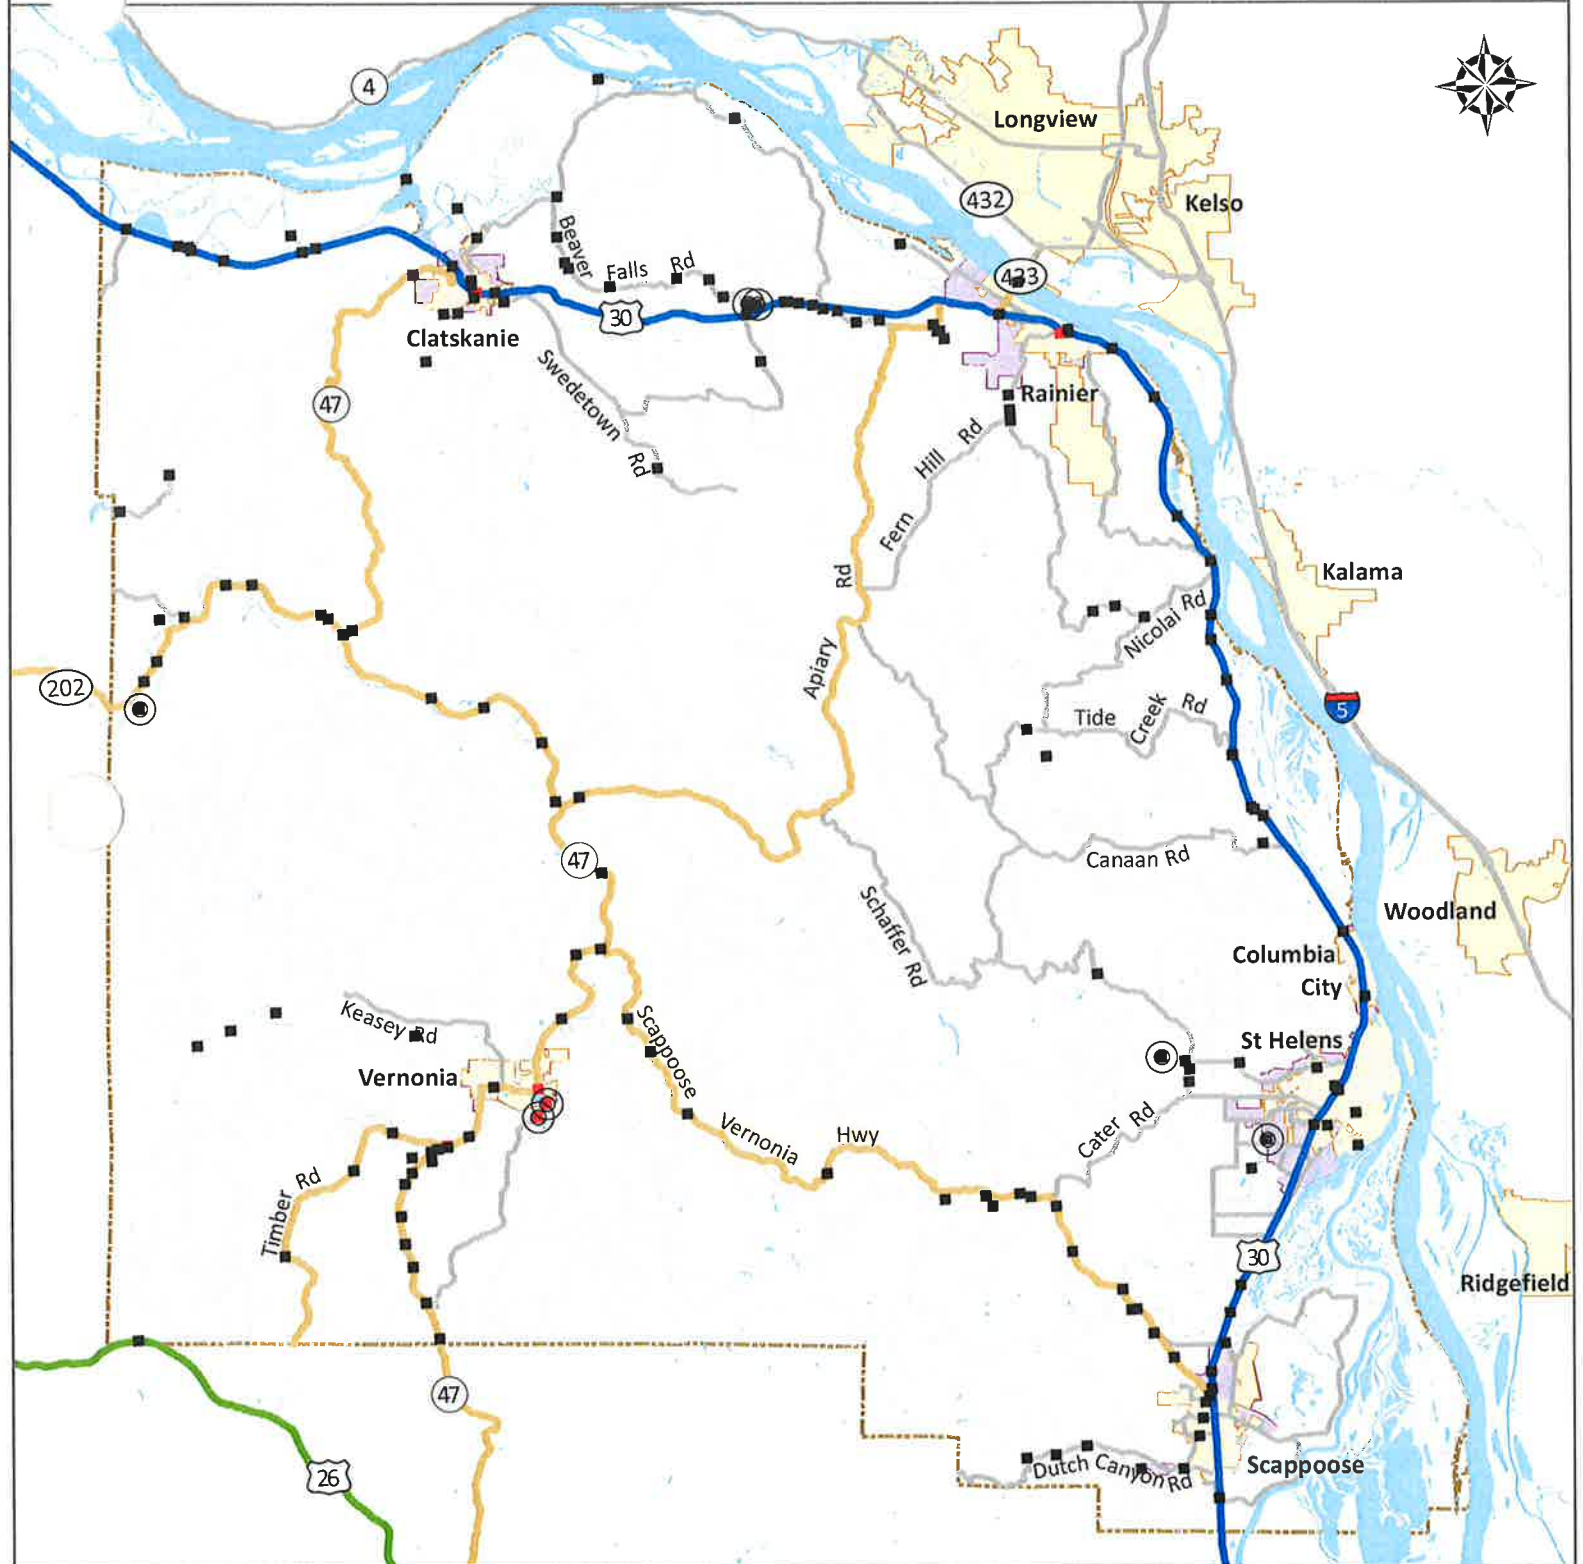 4
Longview
432
Kelso
Beaver
Falls Rd
433
30
Clatskanie
Swedetown
Rd
47
Rainier
Fern Hill Rd
Kalama
Apiary Rd
Nicolai Rd
202
Tide Creek Rd
5
47
Canaan Rd
Schaffer Rd
Woodland
Columbia
City
Keasey Rd
Scappoose
St Helens
Vernonia
Vernonia
Hwy
Cater Rd
Timber Rd
30
Ridgefield
47
Scappoose
Dutch Canyon Rd
26